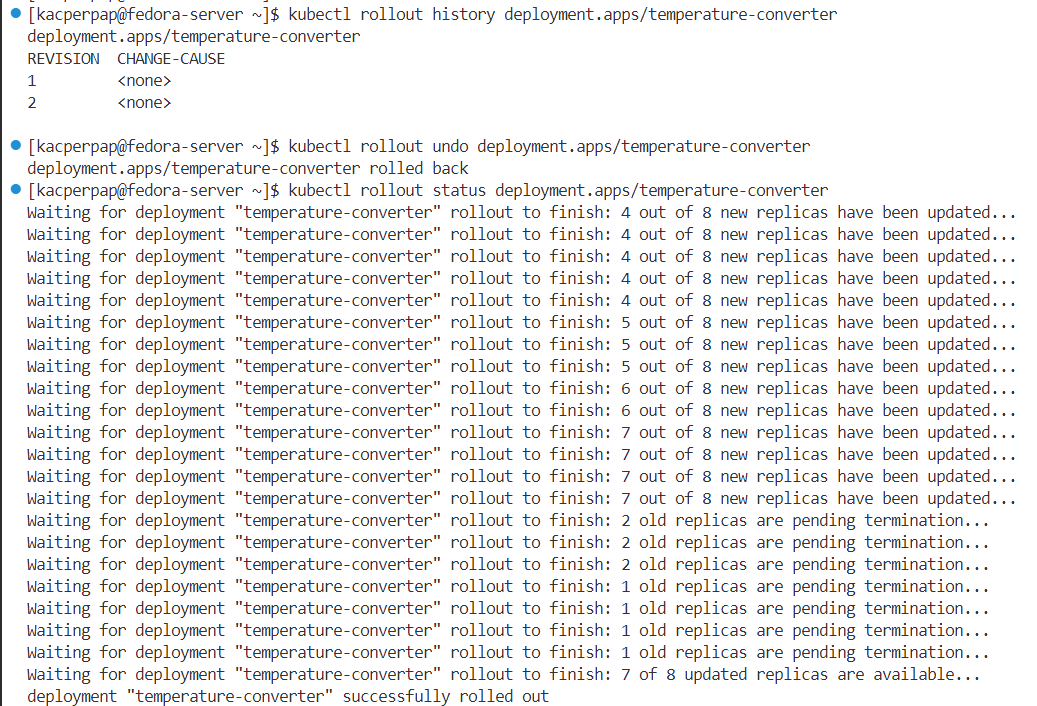 [kacperpap@fedora-server ~]$ kubectl rollout history deployment.apps/temperature-converter
deployment.apps/temperature-converter
REVISION  CHANGE-CAUSE
1         <none>
2         <none>
[kacperpap@fedora-server ~]$ kubectl rollout undo deployment.apps/temperature-converter
deployment.apps/temperature-converter rolled back
[kacperpap@fedora-server ~]$ kubectl rollout status deployment.apps/temperature-converter
Waiting for deployment "temperature-converter" rollout to finish: 4 out of 8 new replicas have been updated...
Waiting for deployment "temperature-converter" rollout to finish: 4 out of 8 new replicas have been updated...
Waiting for deployment "temperature-converter" rollout to finish: 4 out of 8 new replicas have been updated...
Waiting for deployment "temperature-converter" rollout to finish: 4 out of 8 new replicas have been updated...
Waiting for deployment "temperature-converter" rollout to finish: 4 out of 8 new replicas have been updated...
Waiting for deployment "temperature-converter" rollout to finish: 5 out of 8 new replicas have been updated...
Waiting for deployment "temperature-converter" rollout to finish: 5 out of 8 new replicas have been updated...
Waiting for deployment "temperature-converter" rollout to finish: 5 out of 8 new replicas have been updated...
Waiting for deployment "temperature-converter" rollout to finish: 6 out of 8 new replicas have been updated...
Waiting for deployment "temperature-converter" rollout to finish: 6 out of 8 new replicas have been updated...
Waiting for deployment "temperature-converter" rollout to finish: 7 out of 8 new replicas have been updated...
Waiting for deployment "temperature-converter" rollout to finish: 7 out of 8 new replicas have been updated...
Waiting for deployment "temperature-converter" rollout to finish: 7 out of 8 new replicas have been updated...
Waiting for deployment "temperature-converter" rollout to finish: 7 out of 8 new replicas have been updated...
Waiting for deployment "temperature-converter" rollout to finish: 2 old replicas are pending termination...
Waiting for deployment "temperature-converter" rollout to finish: 2 old replicas are pending termination...
Waiting for deployment "temperature-converter" rollout to finish: 2 old replicas are pending termination...
Waiting for deployment "temperature-converter" rollout to finish: 1 old replicas are pending termination...
Waiting for deployment "temperature-converter" rollout to finish: 1 old replicas are pending termination...
Waiting for deployment "temperature-converter" rollout to finish: 1 old replicas are pending termination...
Waiting for deployment "temperature-converter" rollout to finish: 1 old replicas are pending termination...
Waiting for deployment "temperature-converter" rollout to finish: 7 of 8 updated replicas are available...
deployment "temperature-converter" successfully rolled out